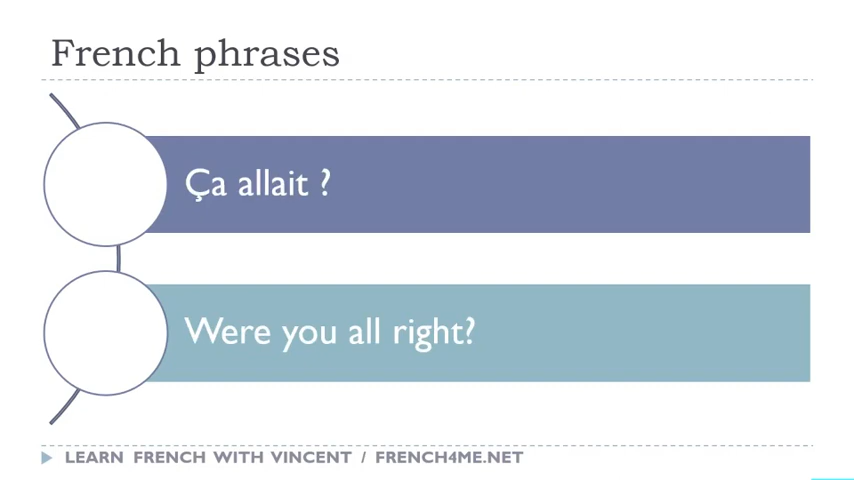 French phrases
Ça allait ?
Were you all right?
LEARN FRENCH WITH VINCENT / FRENCH4ME.NET